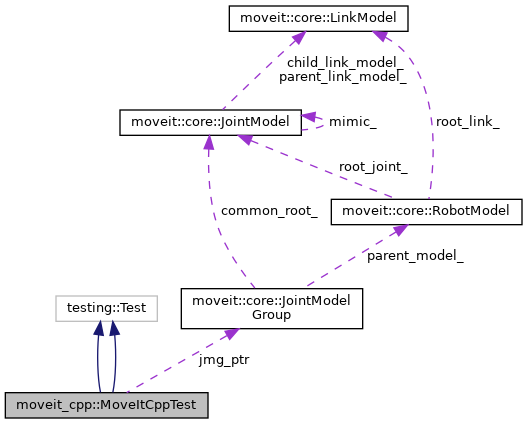 moveit::core::LinkModel
child_link_model_
parent_link_model_
moveit::core::JointModel
mimic_
root_link_
root_joint_
common_root_
moveit::core::RobotModel
parent_model_
moveit::core::JointModel
Group
testing::Test
jmg_ptr
moveit_cpp::MoveItCppTest